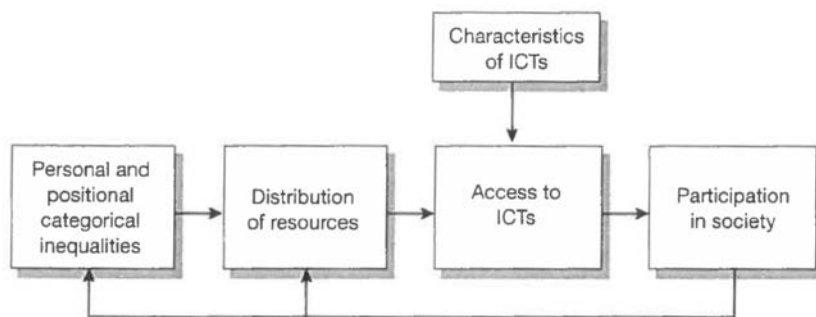 Characteristics
of ICTs
Personal and
positional
categorical
inequalities
Distribution
of resources
Access to
ICTs
Participation
in society